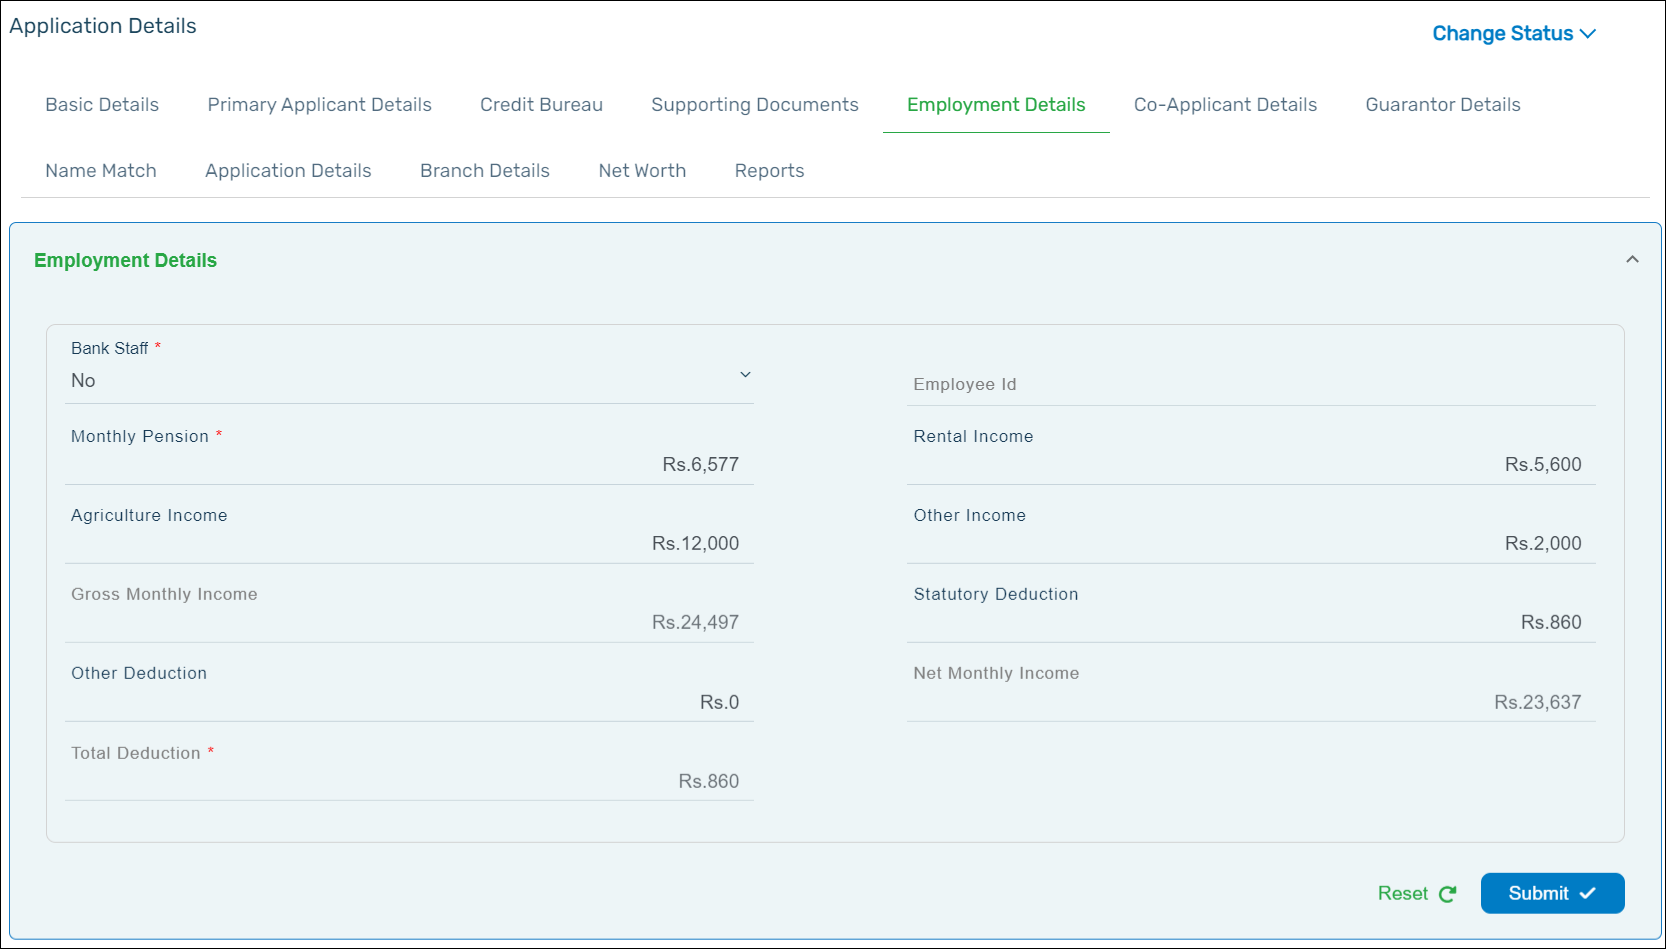 Application Details
Change Status
Basic Details Primary Applicant Details Credit Bureau Supporting Documents Employment Details Co-Applicant Details Guarantor Details
Name Match Application Details Branch Details Net Worth Reports
Employment Details
Bank Staff *
No
Employee Id
Monthly Pension * Rental Income
Rs.6,577 Rs.5,600
Agriculture Income Other Income
Rs.12,000 Rs.2,000
Gross Monthly Income Statutory Deduction
Rs.24,497 Rs.860
Other Deduction Net Monthly Income
Rs.0 Rs.23,637
Total Deduction *
Rs.860
Reset Submit